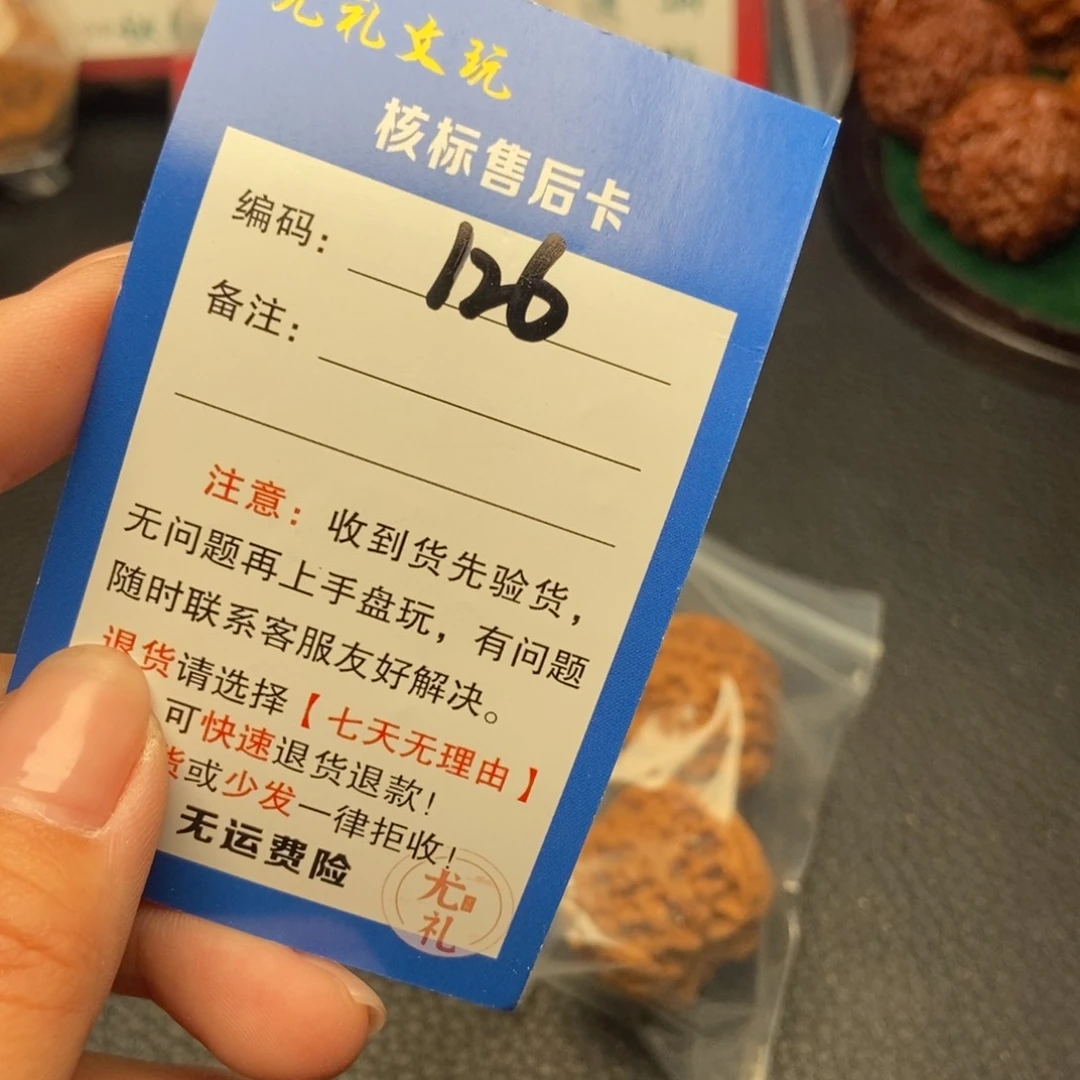 尤礼文玩
核标售后卡
编码：126
备注：
注意：收到货先验货，
无问题再上手盘玩，有问题
随时联系客服友好解决。
退货请选择【七天无理由】
可快速退货退款！
货或少发一律拒收！
无运费险
尤
礼